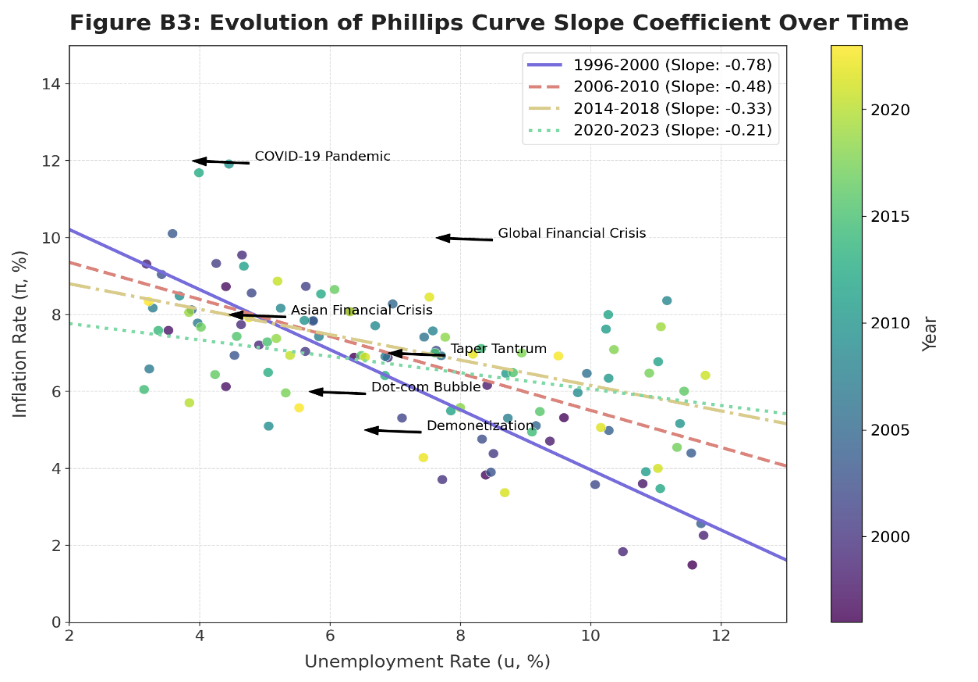 Figure B3: Evolution of Phillips Curve Slope Coefficient Over Time
1996-2000 (Slope: -0.78)
2006-2010 (Slope: -0.48)
2014-2018 (Slope: -0.33)
2020-2023 (Slope: -0.21)
COVID-19 Pandemic
Global Financial Crisis
Asian Financial Crisis
Taper Tantrum
Dot-com Bubble
Demonetization
14
12
10
8
6
4
2
0
Inflation Rate (π, %)
2 4 6 8 10 12
Unemployment Rate (u, %)
2020
2015
2010
2005
2000
Year